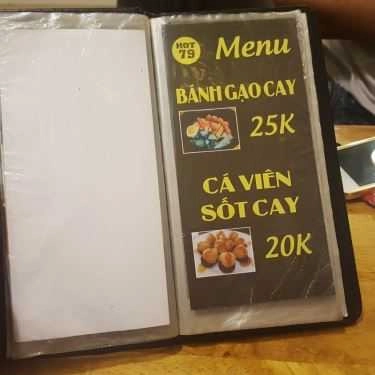 HOT
79
Menu
BÁNH GẠO CAY
25K
CÁ VIÊN
SỐT CAY
20K